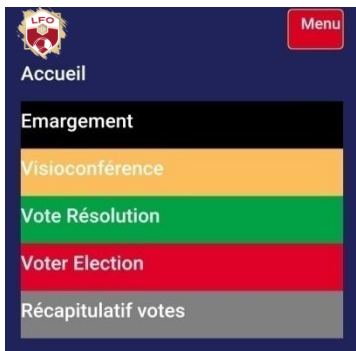 LFO
Menu
Accueil
Emargement
Visioconférence
Vote Résolution
Voter Election
Récapitulatif votes